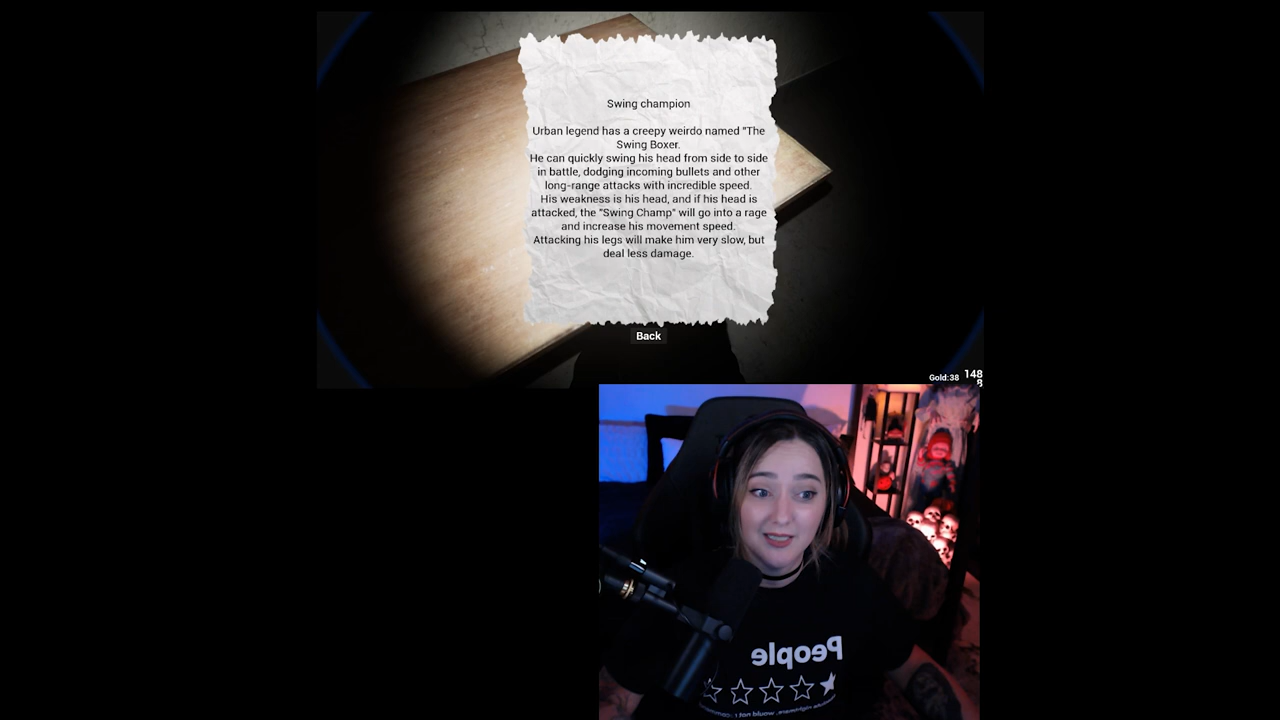 Swing champion
Urban legend has a creepy weirdo named "The
Swing Boxer.
He can quickly swing his head from side to side
in battle, dodging incoming bullets and other
long-range attacks with incredible speed.
His weakness is his head, and if his head is
attacked, the "Swing Champ" will go into a rage
and increase his movement speed.
Attacking his legs will make him very slow, but
deal less damage.
Back
Gold:38
148
8
People
would not